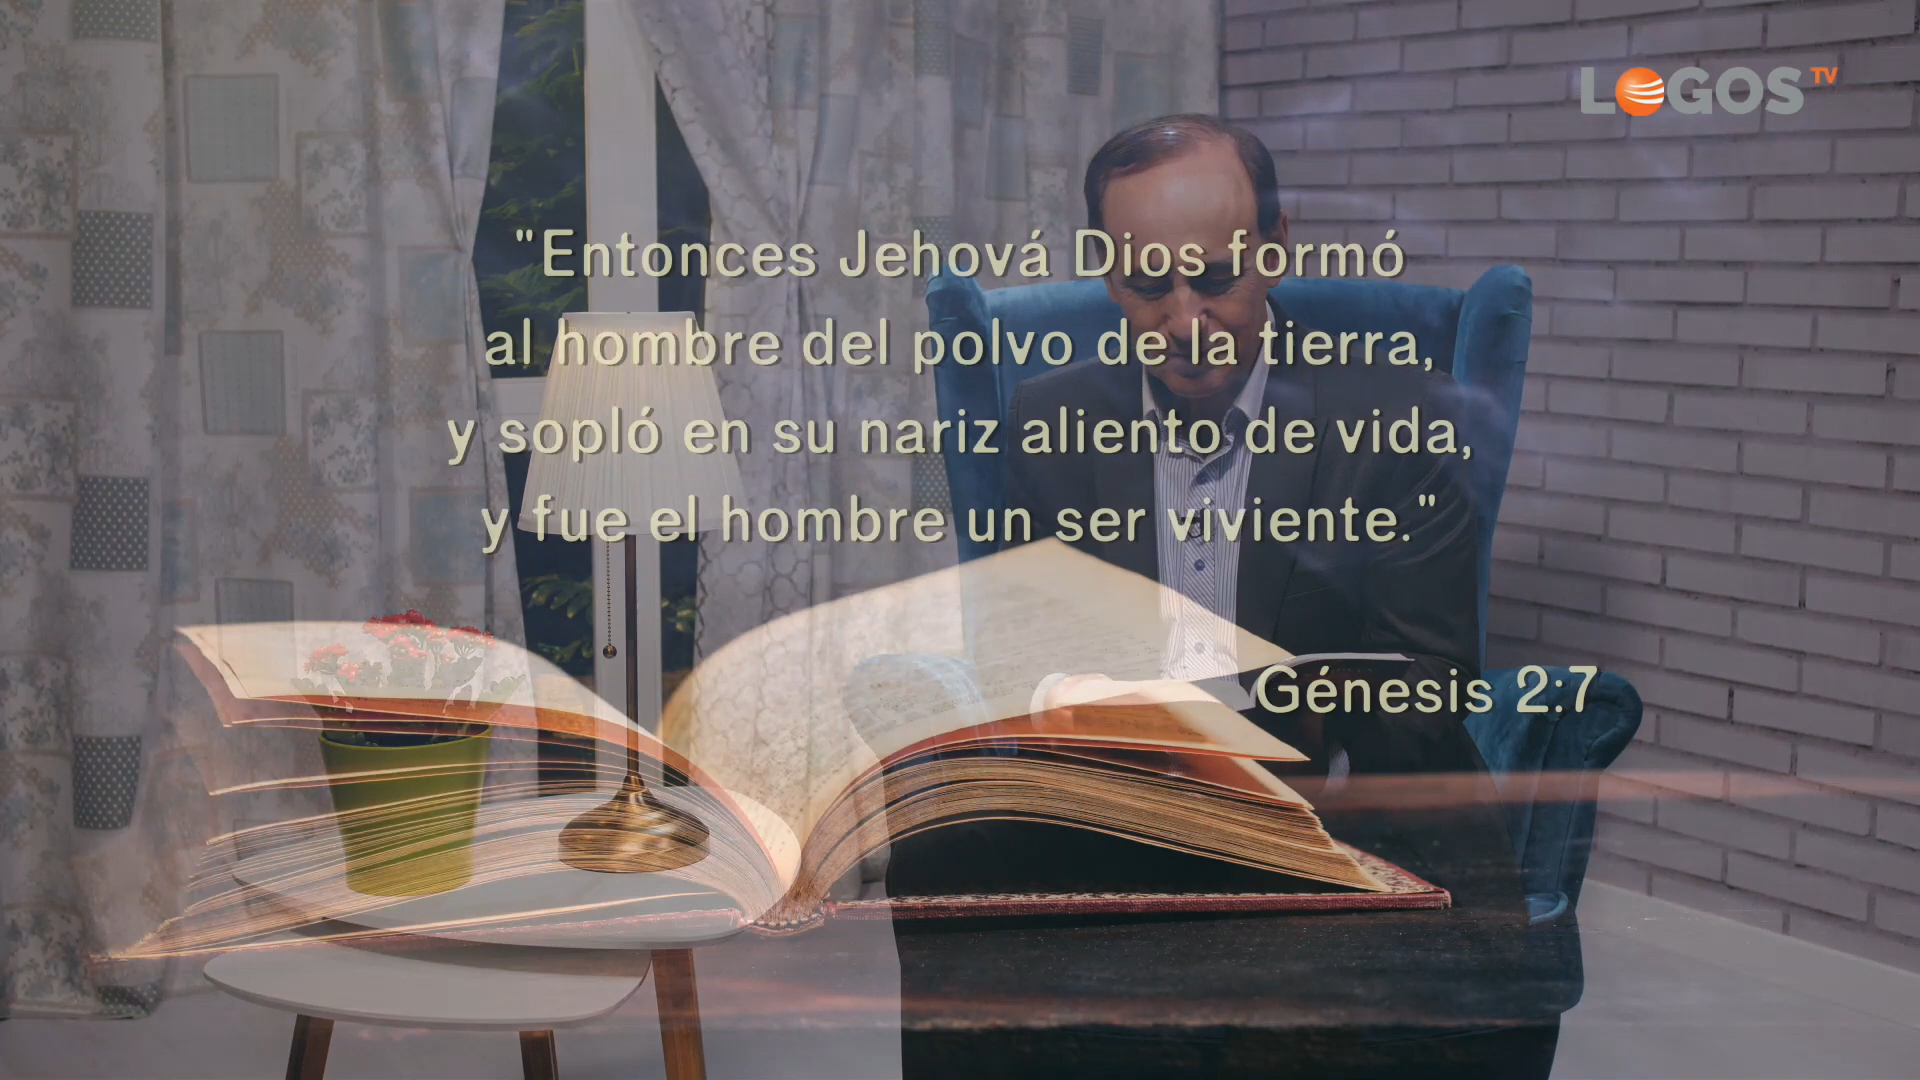 LOGOS TV
"Entonces Jehová Dios formó
al hombre del polvo de la tierra,
y sopló en su nariz aliento de vida,
y fue el hombre un ser viviente."
Génesis 2:7